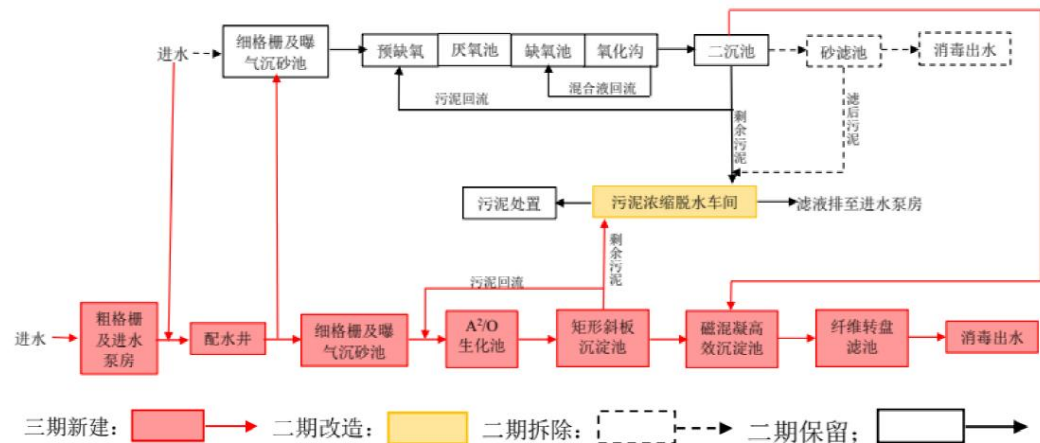 进水
细格栅及曝
气沉砂池
预缺氧
厌氧池
缺氧池
氧化沟
二沉池
砂滤池
消毒出水
混合液回流
污泥回流
剩余污泥
滤后污泥
污泥处置
污泥浓缩脱水车间
滤液排至进水泵房
剩余污泥
污泥回流
进水
粗格栅
及进水
泵房
配水井
细格栅及曝
气沉砂池
A²/O
生化池
矩形斜板
沉淀池
磁混凝高
效沉淀池
纤维转盘
滤池
消毒出水
三期新建:
二期改造:
二期拆除:
二期保留;